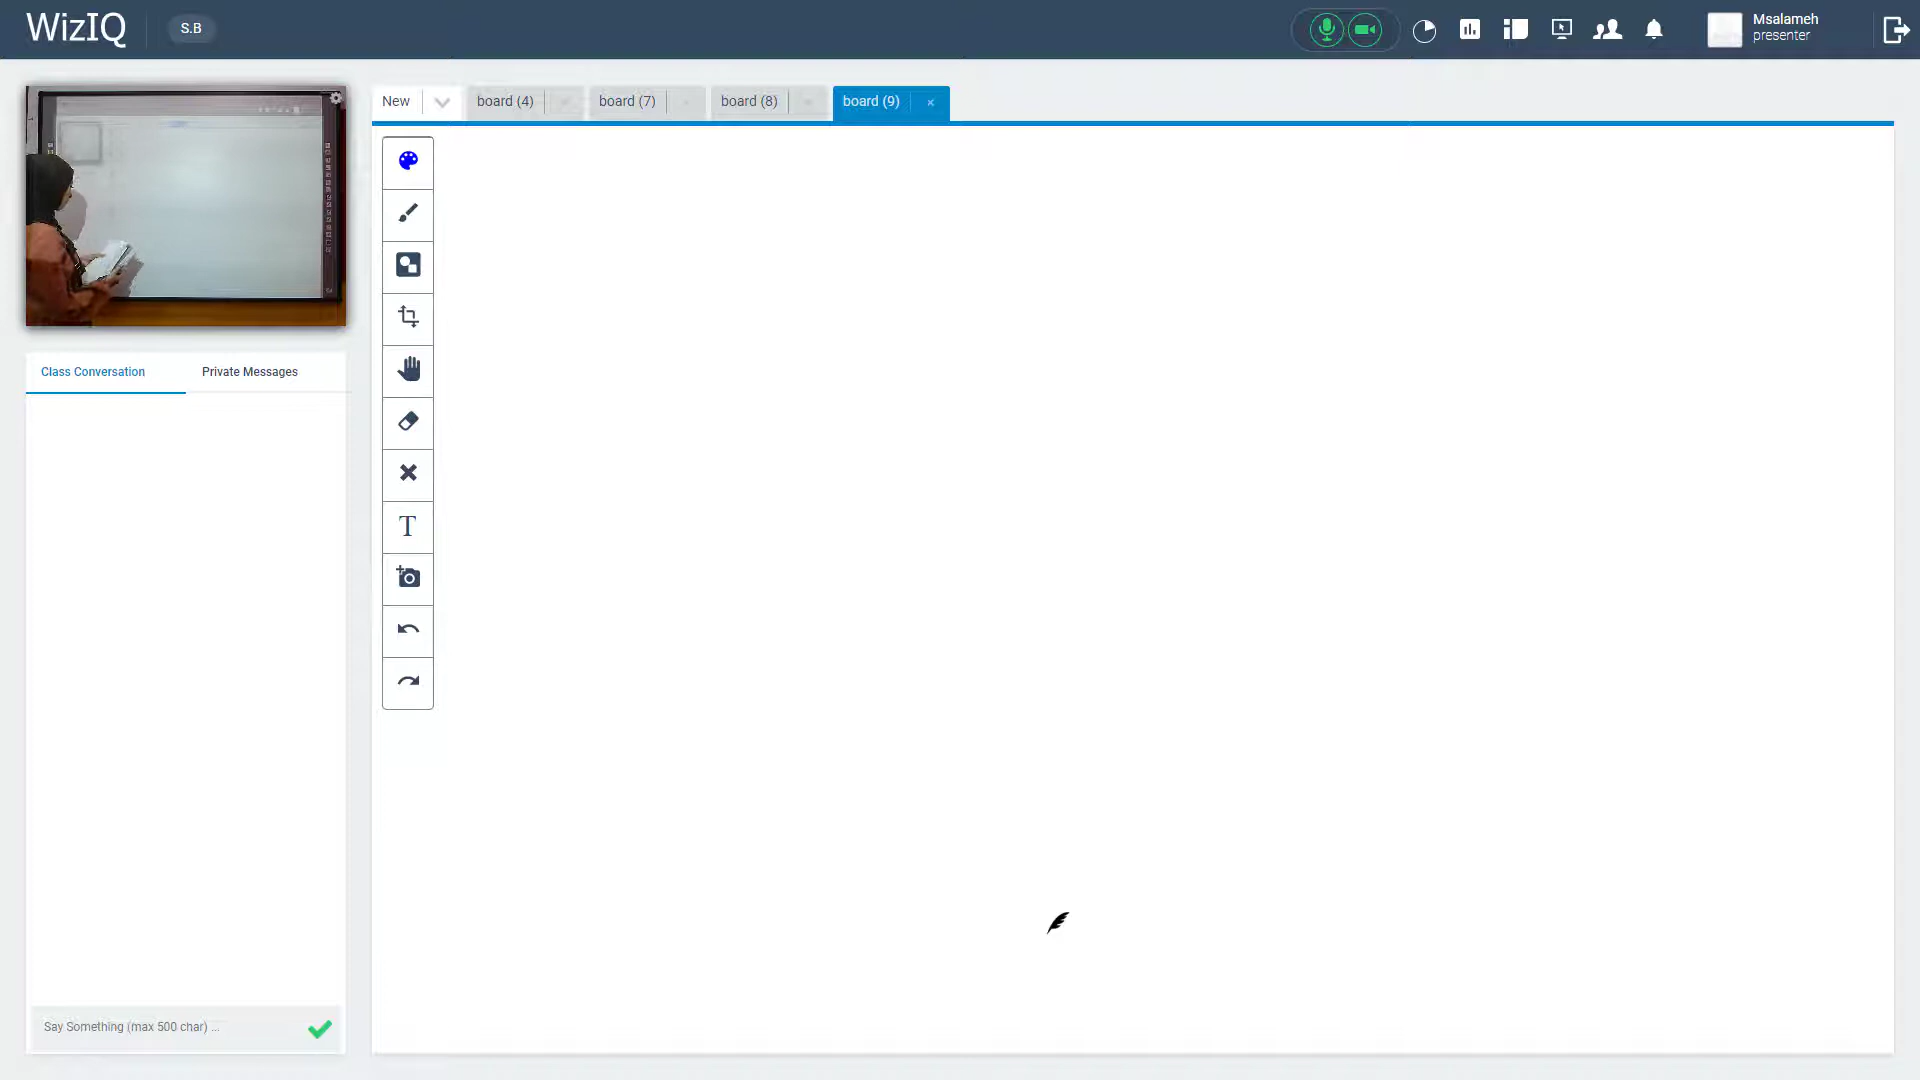 WizIQ
S.B
Msalameh
presenter
New
board (4)
board (7)
board (8)
board (9)
Class Conversation
Private Messages
T
Say Something (max 500 char) ...